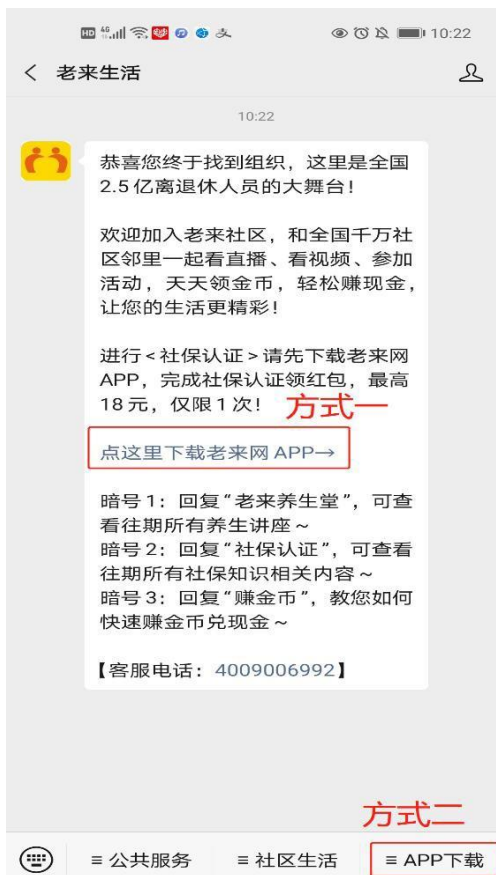 HD 4G 10:22
老来生活
10:22
恭喜您终于找到组织，这里是全国
2.5亿离退休人员的大舞台！
欢迎加入老来社区，和全国千万社
区邻里一起看直播、看视频、参加
活动，天天领金币，轻松赚现金，
让您的生活更精彩！
进行<社保认证>请先下载老来网
APP，完成社保认证领红包，最高
18元，仅限1次！ 方式一
点这里下载老来网APP→
暗号1：回复“老来养生堂”，可查
看往期所有养生讲座～
暗号2：回复“社保认证”，可查看
往期所有社保知识相关内容～
暗号3：回复“赚金币”，教您如何
快速赚金币兑现金～
【客服电话：4009006992】
方式二
≡ 公共服务 ≡ 社区生活 ≡ APP下载